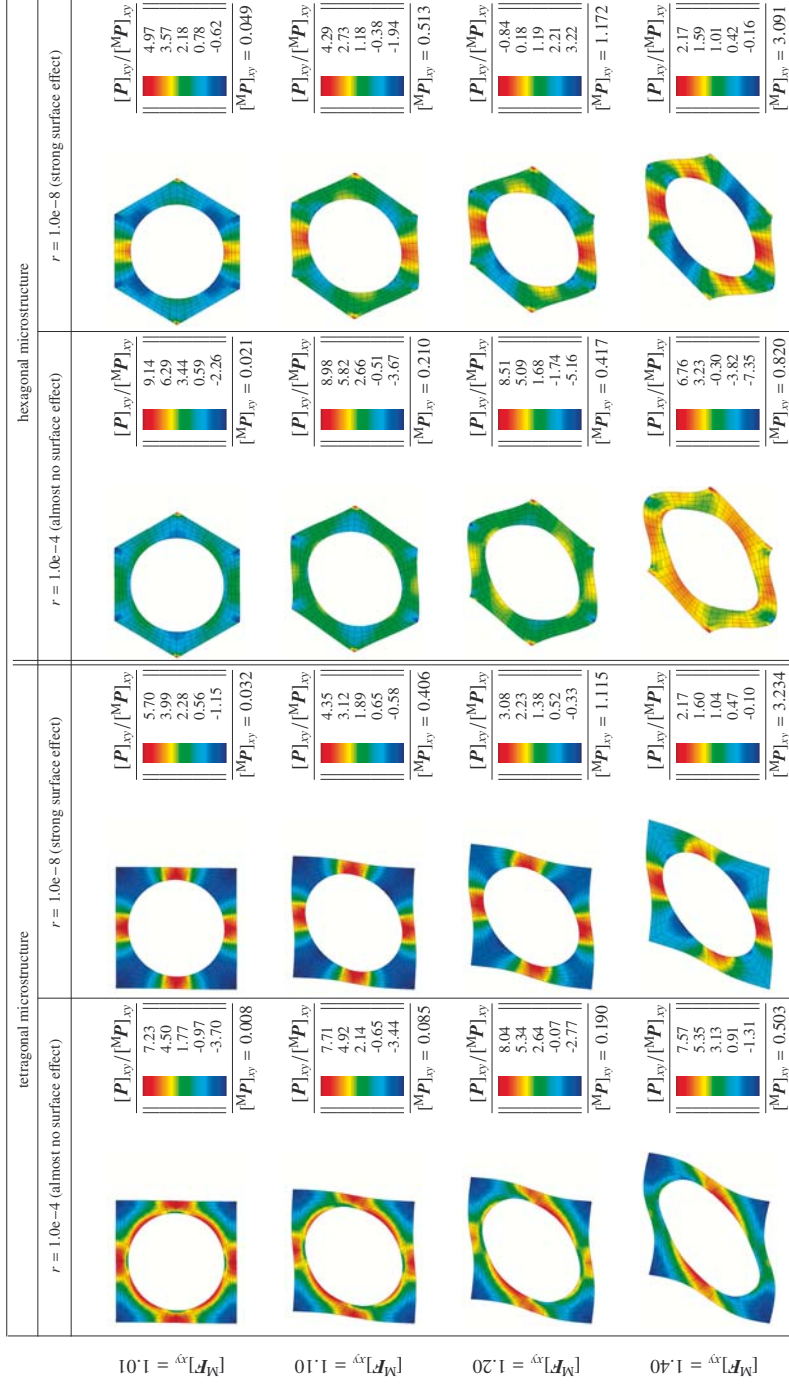 tetragonal microstructure
hexagonal microstructure
r = 1.0e−4 (almost no surface effect)
r = 1.0e−8 (strong surface effect)
r = 1.0e−4 (almost no surface effect)
r = 1.0e−8 (strong surface effect)
[ᴹF]xy = 1.01
[P]xy/[ᴹP]xy
7.23
4.50
1.77
-0.97
-3.70
[ᴹP]xy = 0.008
[P]xy/[ᴹP]xy
5.70
3.99
2.28
0.56
-1.15
[ᴹP]xy = 0.032
[P]xy/[ᴹP]xy
9.14
6.29
3.44
0.59
-2.26
[ᴹP]xy = 0.021
[P]xy/[ᴹP]xy
4.97
3.57
2.18
0.78
-0.62
[ᴹP]xy = 0.049
[ᴹF]xy = 1.10
[P]xy/[ᴹP]xy
7.71
4.92
2.14
-0.65
-3.44
[ᴹP]xy = 0.085
[P]xy/[ᴹP]xy
4.35
3.12
1.89
0.65
-0.58
[ᴹP]xy = 0.406
[P]xy/[ᴹP]xy
8.98
5.82
2.66
-0.51
-3.67
[ᴹP]xy = 0.210
[P]xy/[ᴹP]xy
4.29
2.73
1.18
-0.38
-1.94
[ᴹP]xy = 0.513
[ᴹF]xy = 1.20
[P]xy/[ᴹP]xy
8.04
5.34
2.64
-0.07
-2.77
[ᴹP]xy = 0.190
[P]xy/[ᴹP]xy
3.08
2.23
1.38
0.52
-0.33
[ᴹP]xy = 1.115
[P]xy/[ᴹP]xy
8.51
5.09
1.68
-1.74
-5.16
[ᴹP]xy = 0.417
[P]xy/[ᴹP]xy
-0.84
0.18
1.19
2.21
3.22
[ᴹP]xy = 1.172
[ᴹF]xy = 1.40
[P]xy/[ᴹP]xy
7.57
5.35
3.13
0.91
-1.31
[ᴹP]xy = 0.503
[P]xy/[ᴹP]xy
2.17
1.60
1.04
0.47
-0.10
[ᴹP]xy = 3.234
[P]xy/[ᴹP]xy
6.76
3.23
-0.30
-3.82
-7.35
[ᴹP]xy = 0.820
[P]xy/[ᴹP]xy
2.17
1.59
1.01
0.42
-0.16
[ᴹP]xy = 3.091